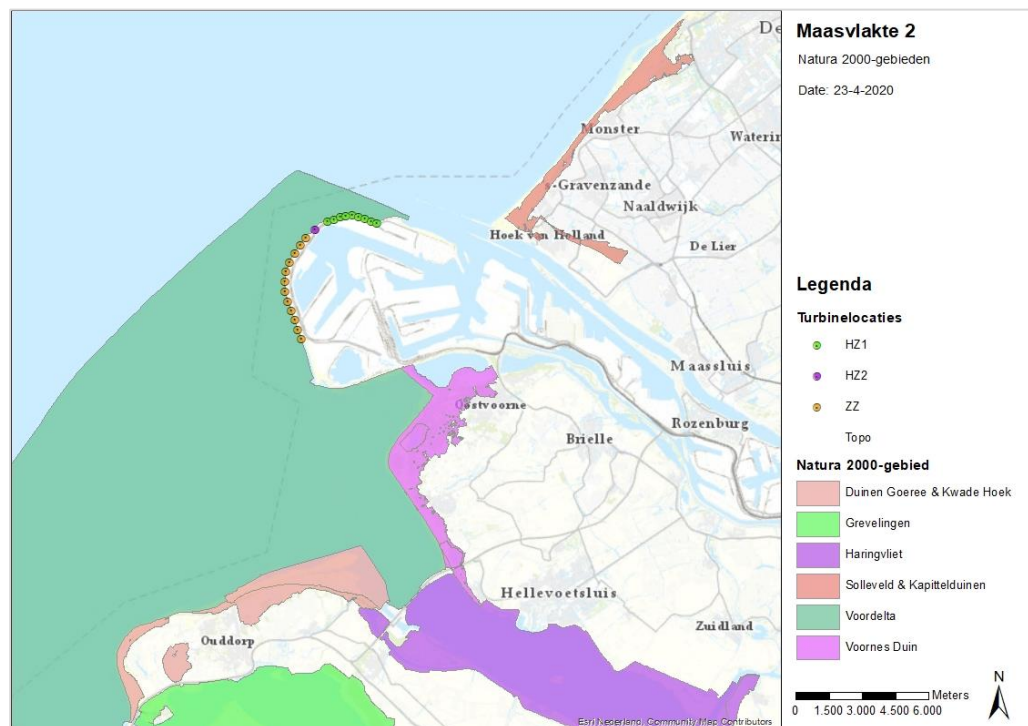 Maasvlakte 2
Natura 2000-gebieden
Date: 23-4-2020
De
Monster
Waterin
s-Gravenzande
Naaldwijk
Hoek van Holland
De Lier
Maassluis
Oostvoorne
Rozenburg
Brielle
Hellevoetsluis
Zuidland
Ouddorp
Esri Nederland, Community Map Contributors
Legenda
Turbinelocaties
HZ1
HZ2
ZZ
Topo
Natura 2000-gebied
Duinen Goeree & Kwade Hoek
Grevelingen
Haringvliet
Solleveld & Kapittelduinen
Voordelta
Voornes Duin
N
Meters
0 1.500 3.000 4.500 6.000